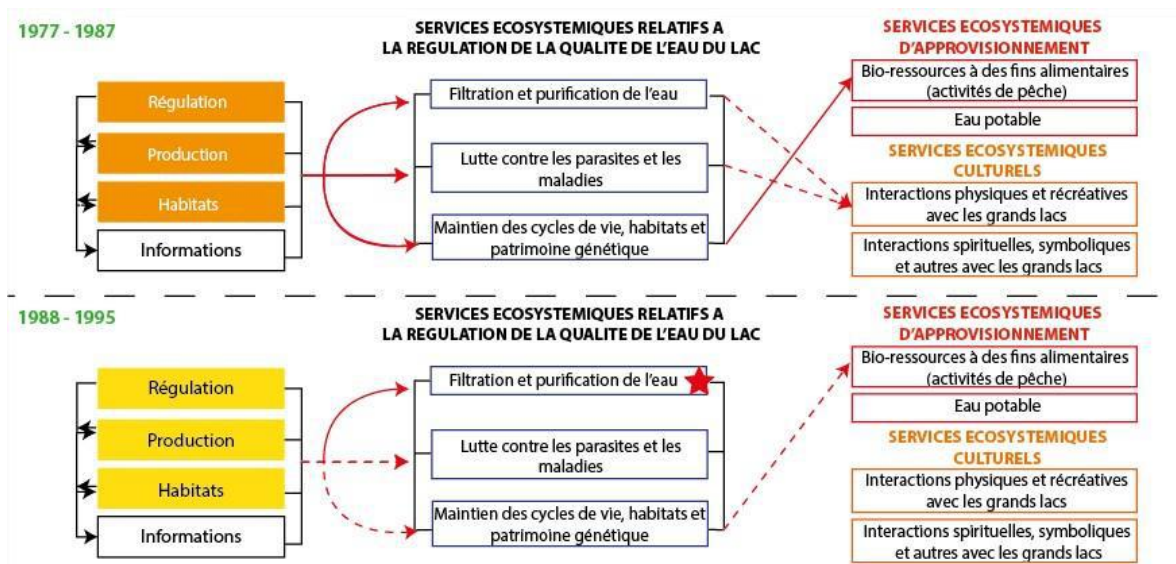 1977 - 1987
SERVICES ECOSYSTEMIQUES RELATIFS A
LA REGULATION DE LA QUALITE DE L'EAU DU LAC
SERVICES ECOSYSTEMIQUES
D'APPROVISIONNEMENT
Régulation
Production
Habitats
Informations
Filtration et purification de l'eau
Lutte contre les parasites et les
maladies
Maintien des cycles de vie, habitats et
patrimoine génétique
Bio-ressources à des fins alimentaires
(activités de pêche)
Eau potable
SERVICES ECOSYSTEMIQUES
CULTURELS
Interactions physiques et récréatives
avec les grands lacs
Interactions spirituelles, symboliques
et autres avec les grands lacs
1988 - 1995
SERVICES ECOSYSTEMIQUES RELATIFS A
LA REGULATION DE LA QUALITE DE L'EAU DU LAC
SERVICES ECOSYSTEMIQUES
D'APPROVISIONNEMENT
Régulation
Production
Habitats
Informations
Filtration et purification de l'eau
Lutte contre les parasites et les
maladies
Maintien des cycles de vie, habitats et
patrimoine génétique
Bio-ressources à des fins alimentaires
(activités de pêche)
Eau potable
SERVICES ECOSYSTEMIQUES
CULTURELS
Interactions physiques et récréatives
avec les grands lacs
Interactions spirituelles, symboliques
et autres avec les grands lacs